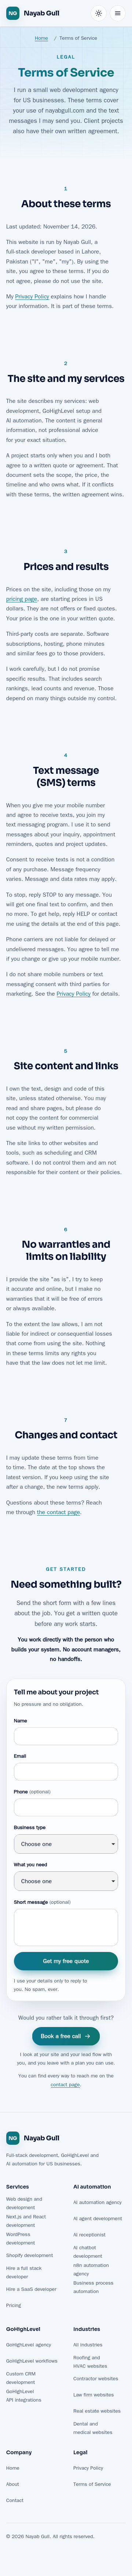 NG Nayab Gull
Home / Terms of Service
LEGAL
Terms of Service
I run a small web development agency
for US businesses. These terms cover
your use of nayabgull.com and the text
messages I may send you. Client projects
also have their own written agreement.
1
About these terms
Last updated: November 14, 2026.
This website is run by Nayab Gull, a
full-stack developer based in Lahore,
Pakistan ("I", "me", "my"). By using the
site, you agree to these terms. If you do
not agree, please do not use the site.
My Privacy Policy explains how I handle
your information. It is part of these terms.
2
The site and my services
The site describes my services: web
development, GoHighLevel setup and
AI automation. The content is general
information, not professional advice
for your exact situation.
A project starts only when you and I both
agree to a written quote or agreement. That
document sets the scope, the price, the
timeline and who owns what. If it conflicts
with these terms, the written agreement wins.
3
Prices and results
Prices on the site, including those on my
pricing page, are starting prices in US
dollars. They are not offers or fixed quotes.
Your price is the one in your written quote.
Third-party costs are separate. Software
subscriptions, hosting, phone minutes
and similar fees go to those providers.
I work carefully, but I do not promise
specific results. That includes search
rankings, lead counts and revenue. Those
depend on many things outside my control.
4
Text message
(SMS) terms
When you give me your mobile number
and agree to receive texts, you join my
text messaging program. I use it to send
messages about your inquiry, appointment
reminders, quotes and project updates.
Consent to receive texts is not a condition
of any purchase. Message frequency
varies. Message and data rates may apply.
To stop, reply STOP to any message. You
will get one final text to confirm, and then
no more. To get help, reply HELP or contact
me using the details at the end of this page.
Phone carriers are not liable for delayed or
undelivered messages. You agree to tell me
if you change or give up your mobile number.
I do not share mobile numbers or text
messaging consent with third parties for
marketing. See the Privacy Policy for details.
5
Site content and links
I own the text, design and code of this
site, unless stated otherwise. You may
read and share pages, but please do
not copy the content for commercial
use without my written permission.
The site links to other websites and
tools, such as scheduling and CRM
software. I do not control them and am not
responsible for their content or their policies.
6
No warranties and
limits on liability
I provide the site "as is". I try to keep
it accurate and online, but I make no
warranties that it will be free of errors
or always available.
To the extent the law allows, I am not
liable for indirect or consequential losses
that come from using the site. Nothing
in these terms limits any rights you
have that the law does not let me limit.
7
Changes and contact
I may update these terms from time
to time. The date at the top shows the
latest version. If you keep using the site
after a change, the new terms apply.
Questions about these terms? Reach
me through the contact page.
GET STARTED
Need something built?
Send the short form with a few lines
about the job. You get a written quote
before any work starts.
You work directly with the person who
builds your system. No account managers,
no handoffs.
Tell me about your project
No pressure and no obligation.
Name
Email
Phone (optional)
Business type
Choose one
What you need
Choose one
Short message (optional)
Get my free quote
I use your details only to reply to
you. No spam, ever.
Would you rather talk it through first?
Book a free call →
I look at your site and your lead flow with
you, and you leave with a plan you can use.
You can find every way to reach me on the
contact page.
NG Nayab Gull
Full-stack development, GoHighLevel and
AI automation for US businesses.
Services
Web design and
development
Next.js and React
development
WordPress
development
Shopify development
Hire a full stack
developer
Hire a SaaS developer
Pricing
AI automation
AI automation agency
AI agent development
AI receptionist
AI chatbot
development
n8n automation
agency
Business process
automation
GoHighLevel
GoHighLevel agency
GoHighLevel workflows
Custom CRM
development
GoHighLevel
API integrations
Industries
All industries
Roofing and
HVAC websites
Contractor websites
Law firm websites
Real estate websites
Dental and
medical websites
Company
Home
About
Contact
Legal
Privacy Policy
Terms of Service
© 2026 Nayab Gull. All rights reserved.